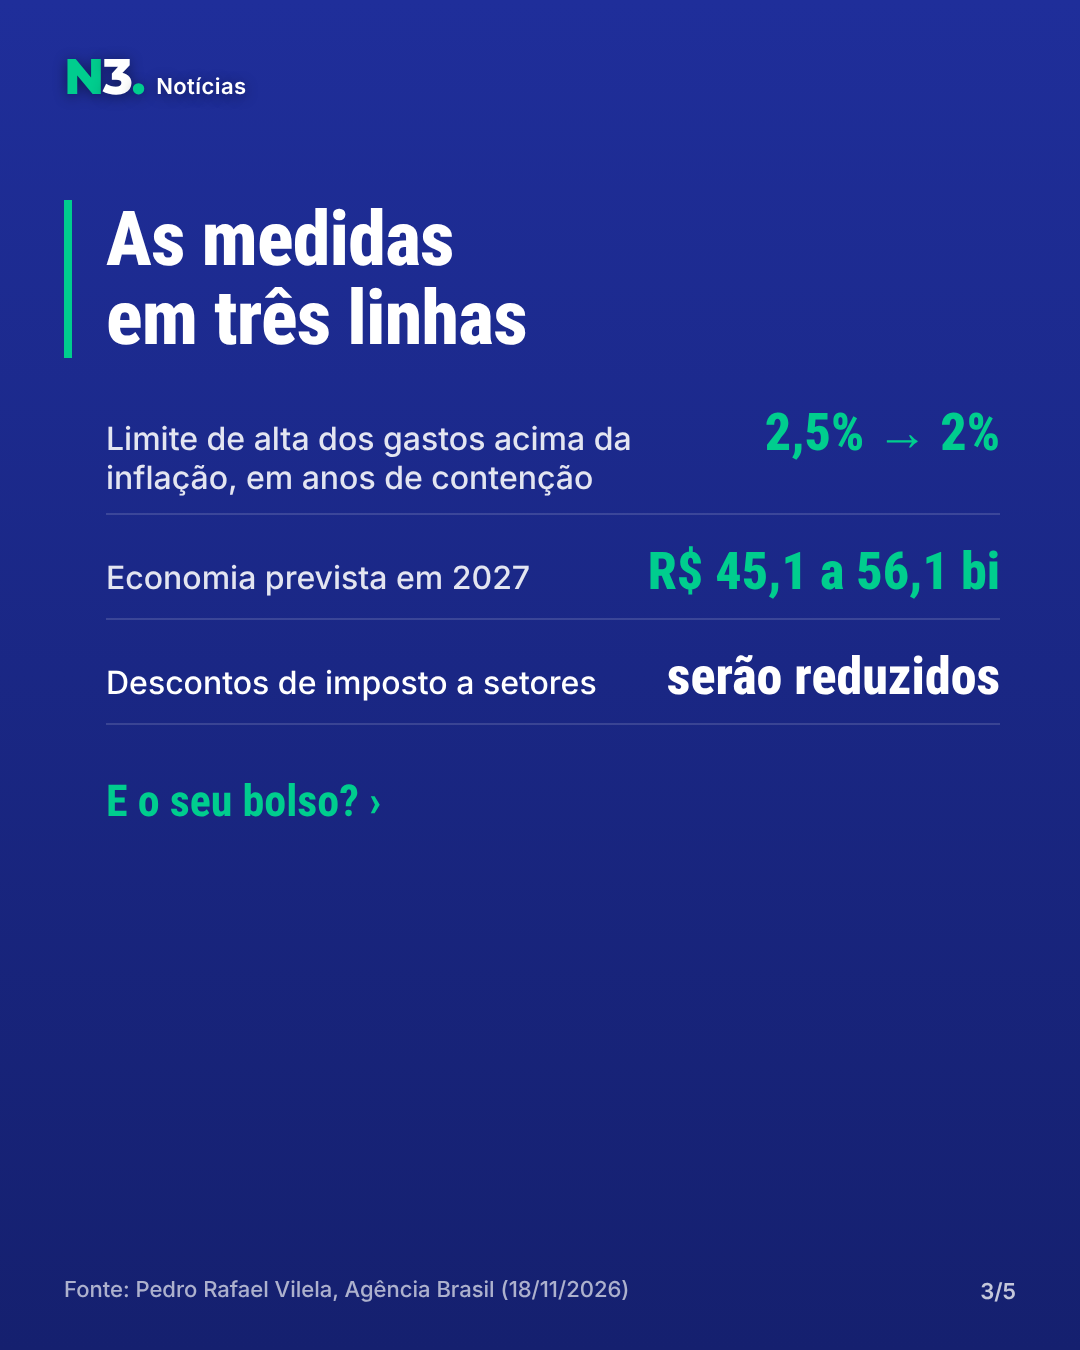 N3. Notícias
As medidas
em três linhas
Limite de alta dos gastos acima da
inflação, em anos de contenção
2,5% → 2%
Economia prevista em 2027
R$ 45,1 a 56,1 bi
Descontos de imposto a setores
serão reduzidos
E o seu bolso? ›
Fonte: Pedro Rafael Vilela, Agência Brasil (18/11/2026)
3/5